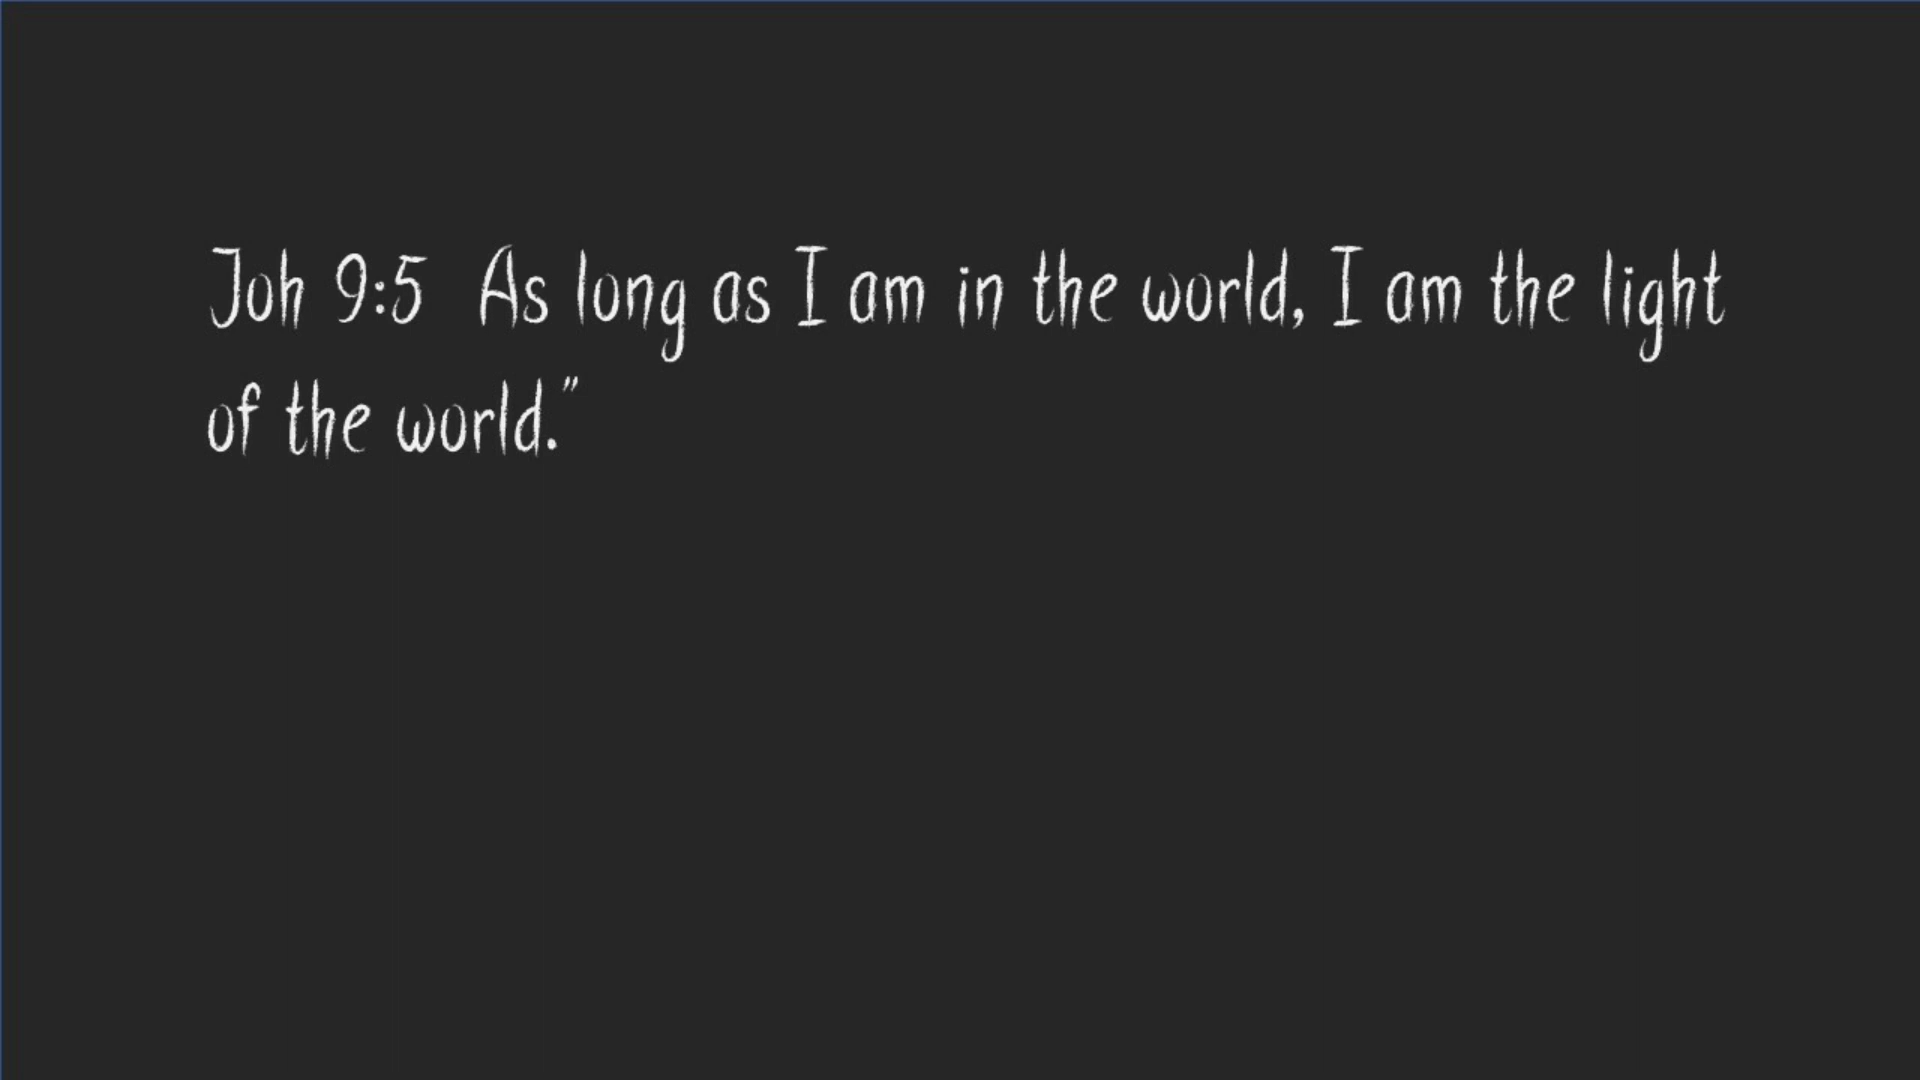 Joh 9:5  As long as I am in the world, I am the light
of the world."